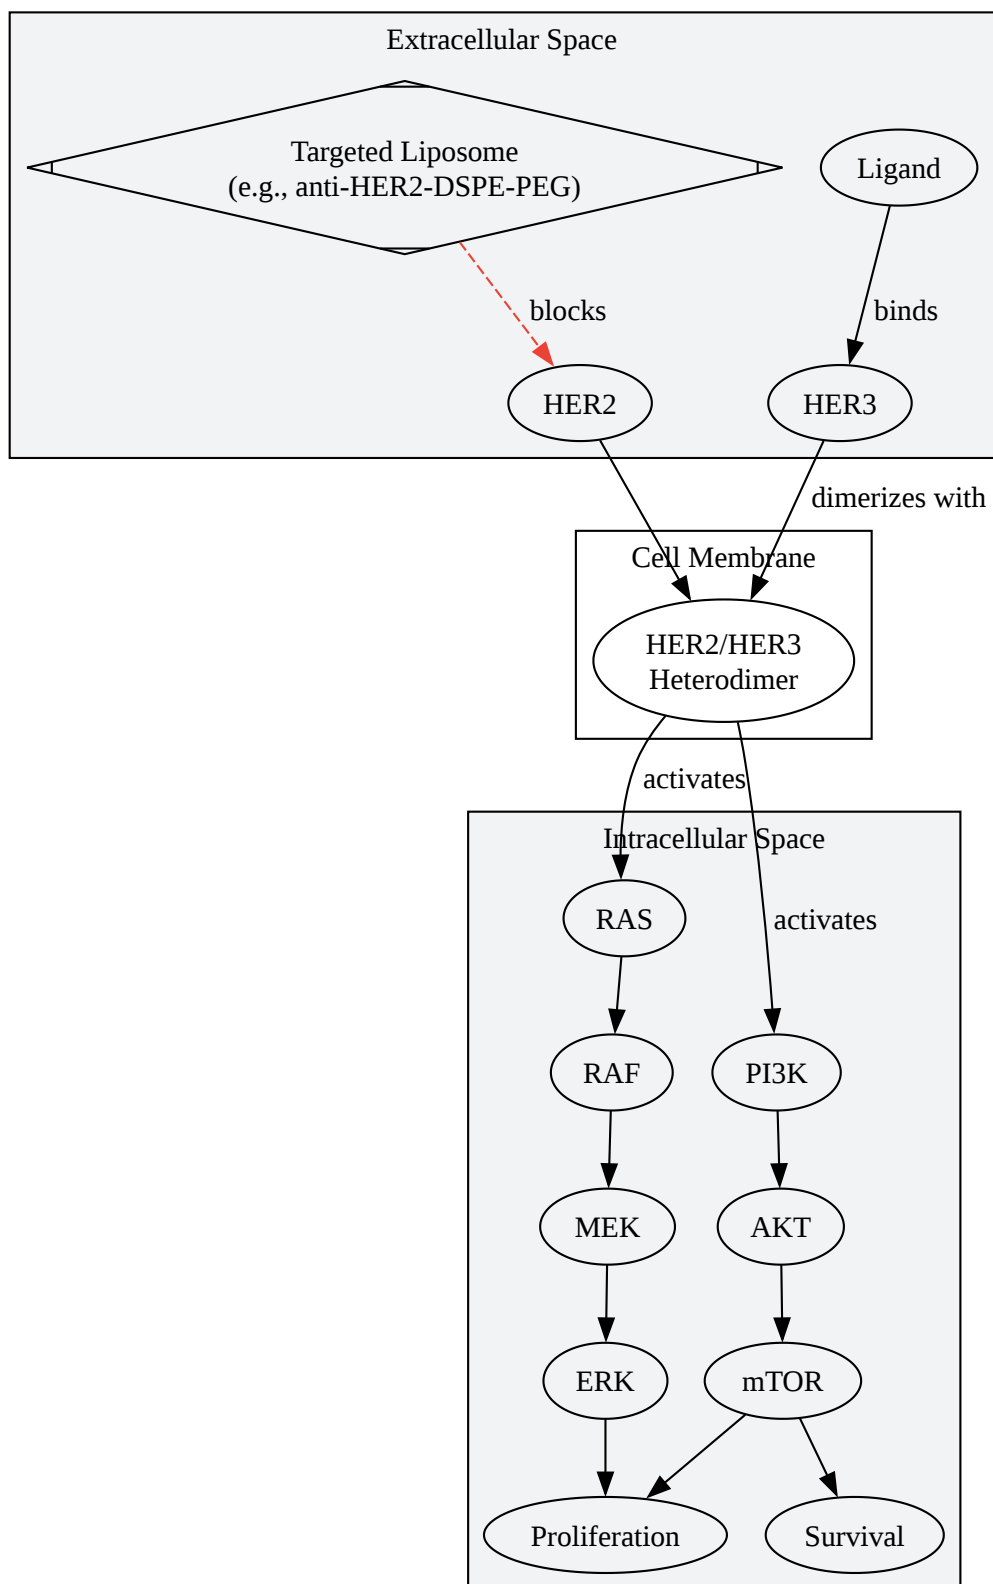 Extracellular Space
Targeted Liposome
(e.g., anti-HER2-DSPE-PEG)
Ligand
blocks
binds
HER2
HER3
dimerizes with
Cell Membrane
HER2/HER3
Heterodimer
activates
Intracellular Space
RAS
activates
RAF
PI3K
MEK
AKT
ERK
mTOR
Proliferation
Survival